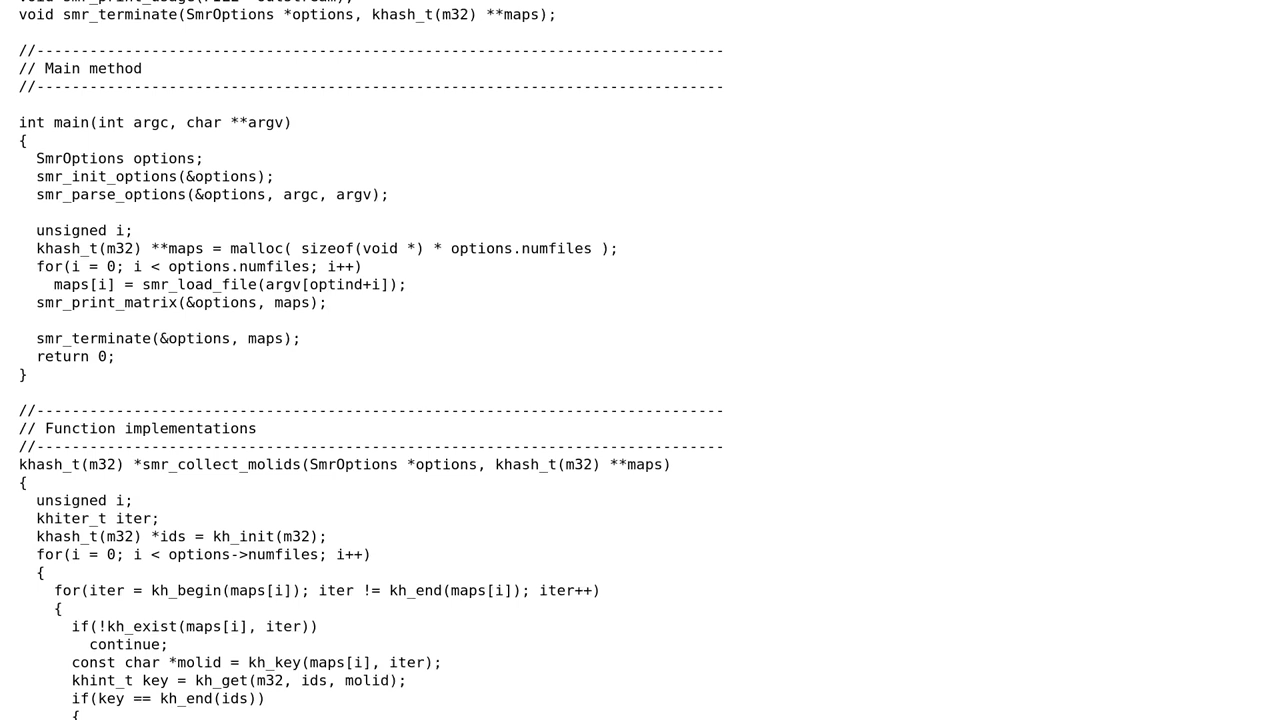 void smr_print_usage(FILE *outstream);
void smr_terminate(SmrOptions *options, khash_t(m32) **maps);
//------------------------------------------------------------------------------
// Main method
//------------------------------------------------------------------------------
int main(int argc, char **argv)
{
  SmrOptions options;
  smr_init_options(&options);
  smr_parse_options(&options, argc, argv);
  unsigned i;
  khash_t(m32) **maps = malloc( sizeof(void *) * options.numfiles );
  for(i = 0; i < options.numfiles; i++)
    maps[i] = smr_load_file(argv[optind+i]);
  smr_print_matrix(&options, maps);
  smr_terminate(&options, maps);
  return 0;
}
//------------------------------------------------------------------------------
// Function implementations
//------------------------------------------------------------------------------
khash_t(m32) *smr_collect_molids(SmrOptions *options, khash_t(m32) **maps)
{
  unsigned i;
  khiter_t iter;
  khash_t(m32) *ids = kh_init(m32);
  for(i = 0; i < options->numfiles; i++)
  {
    for(iter = kh_begin(maps[i]); iter != kh_end(maps[i]); iter++)
    {
      if(!kh_exist(maps[i], iter))
        continue;
      const char *molid = kh_key(maps[i], iter);
      khint_t key = kh_get(m32, ids, molid);
      if(key == kh_end(ids))
      {